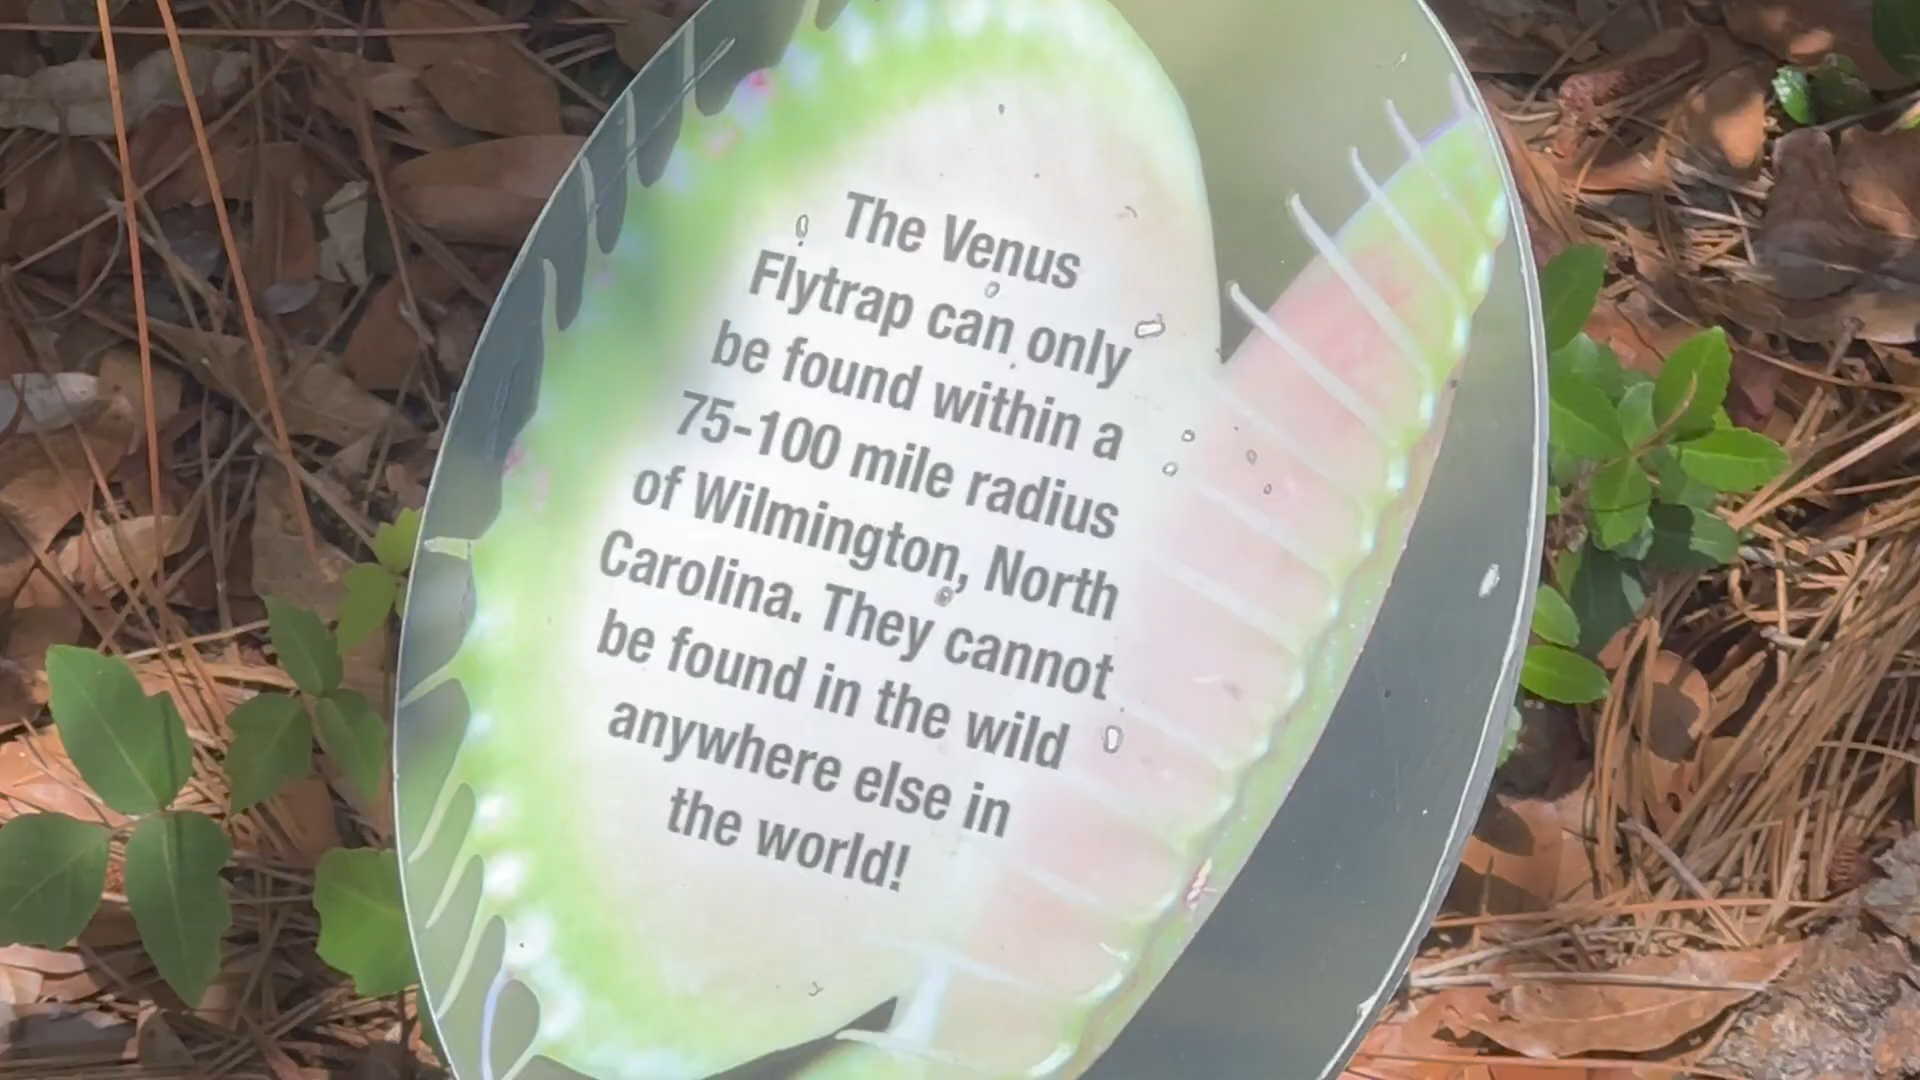 The Venus
Flytrap can only
be found within a
75-100 mile radius
of Wilmington, North
Carolina. They cannot
be found in the wild
anywhere else in
the world!